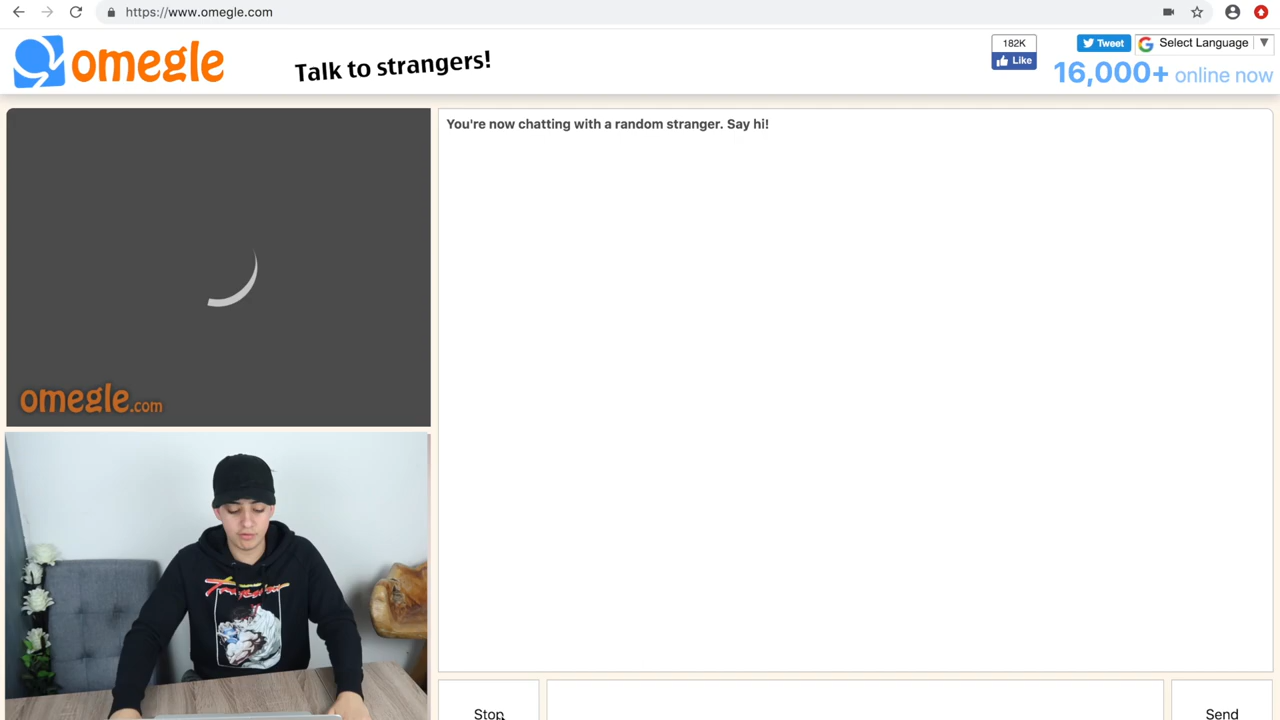 https://www.omegle.com
omegle
Talk to strangers!
182K
Like
Tweet
Select Language
16,000+ online now
You're now chatting with a random stranger. Say hi!
omegle.com
Stop
Send